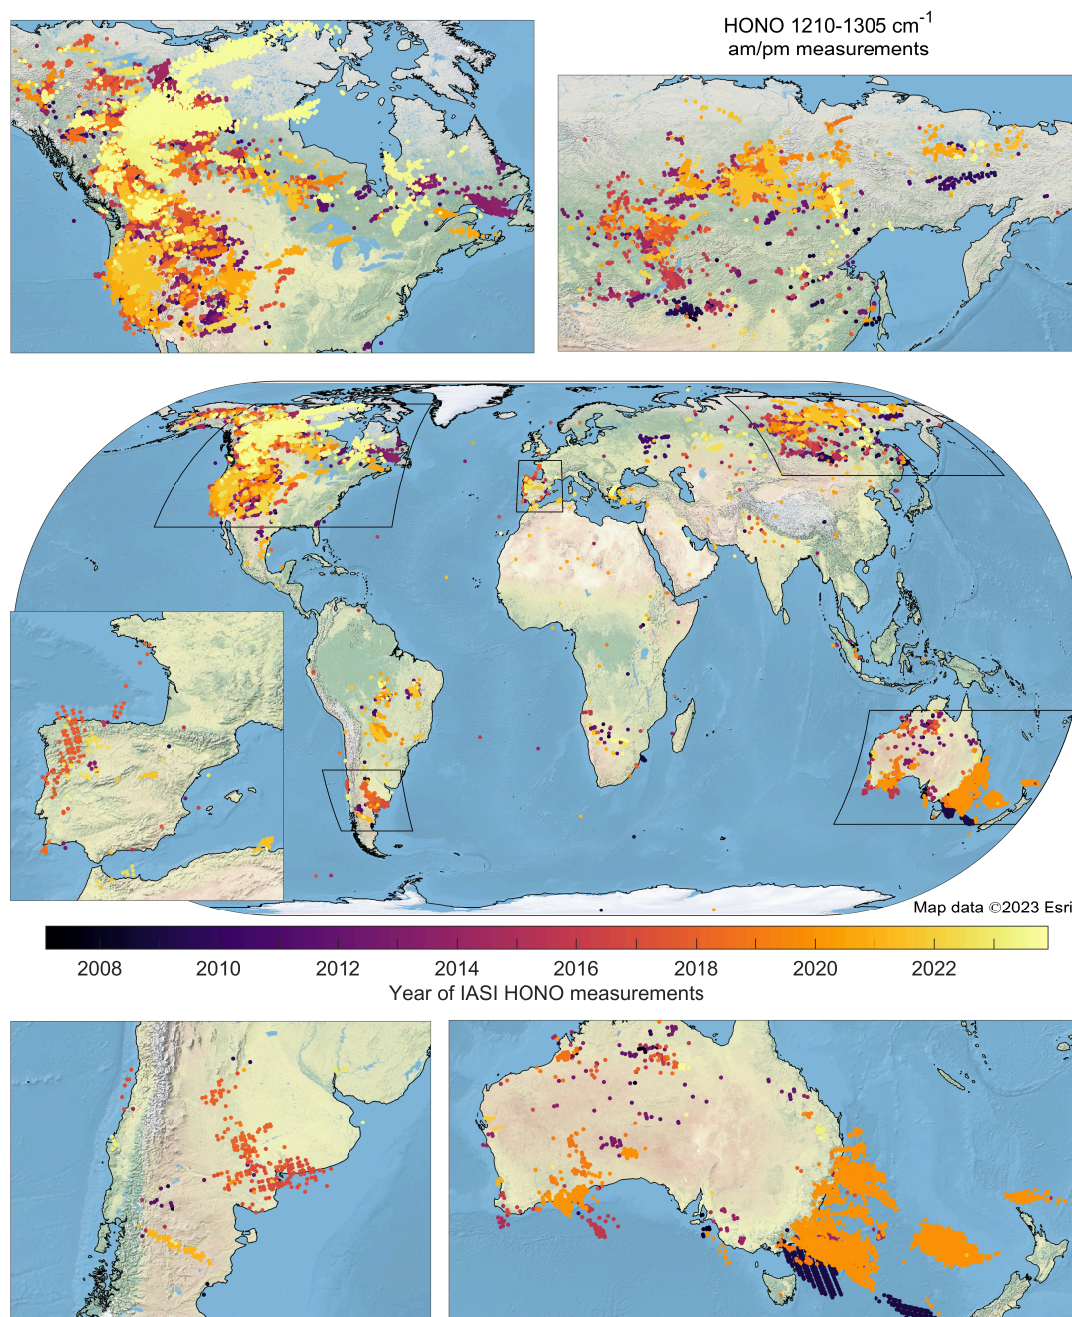 HONO 1210-1305 cm⁻¹
am/pm measurements
Map data ©2023 Esri
2008 2010 2012 2014 2016 2018 2020 2022
Year of IASI HONO measurements